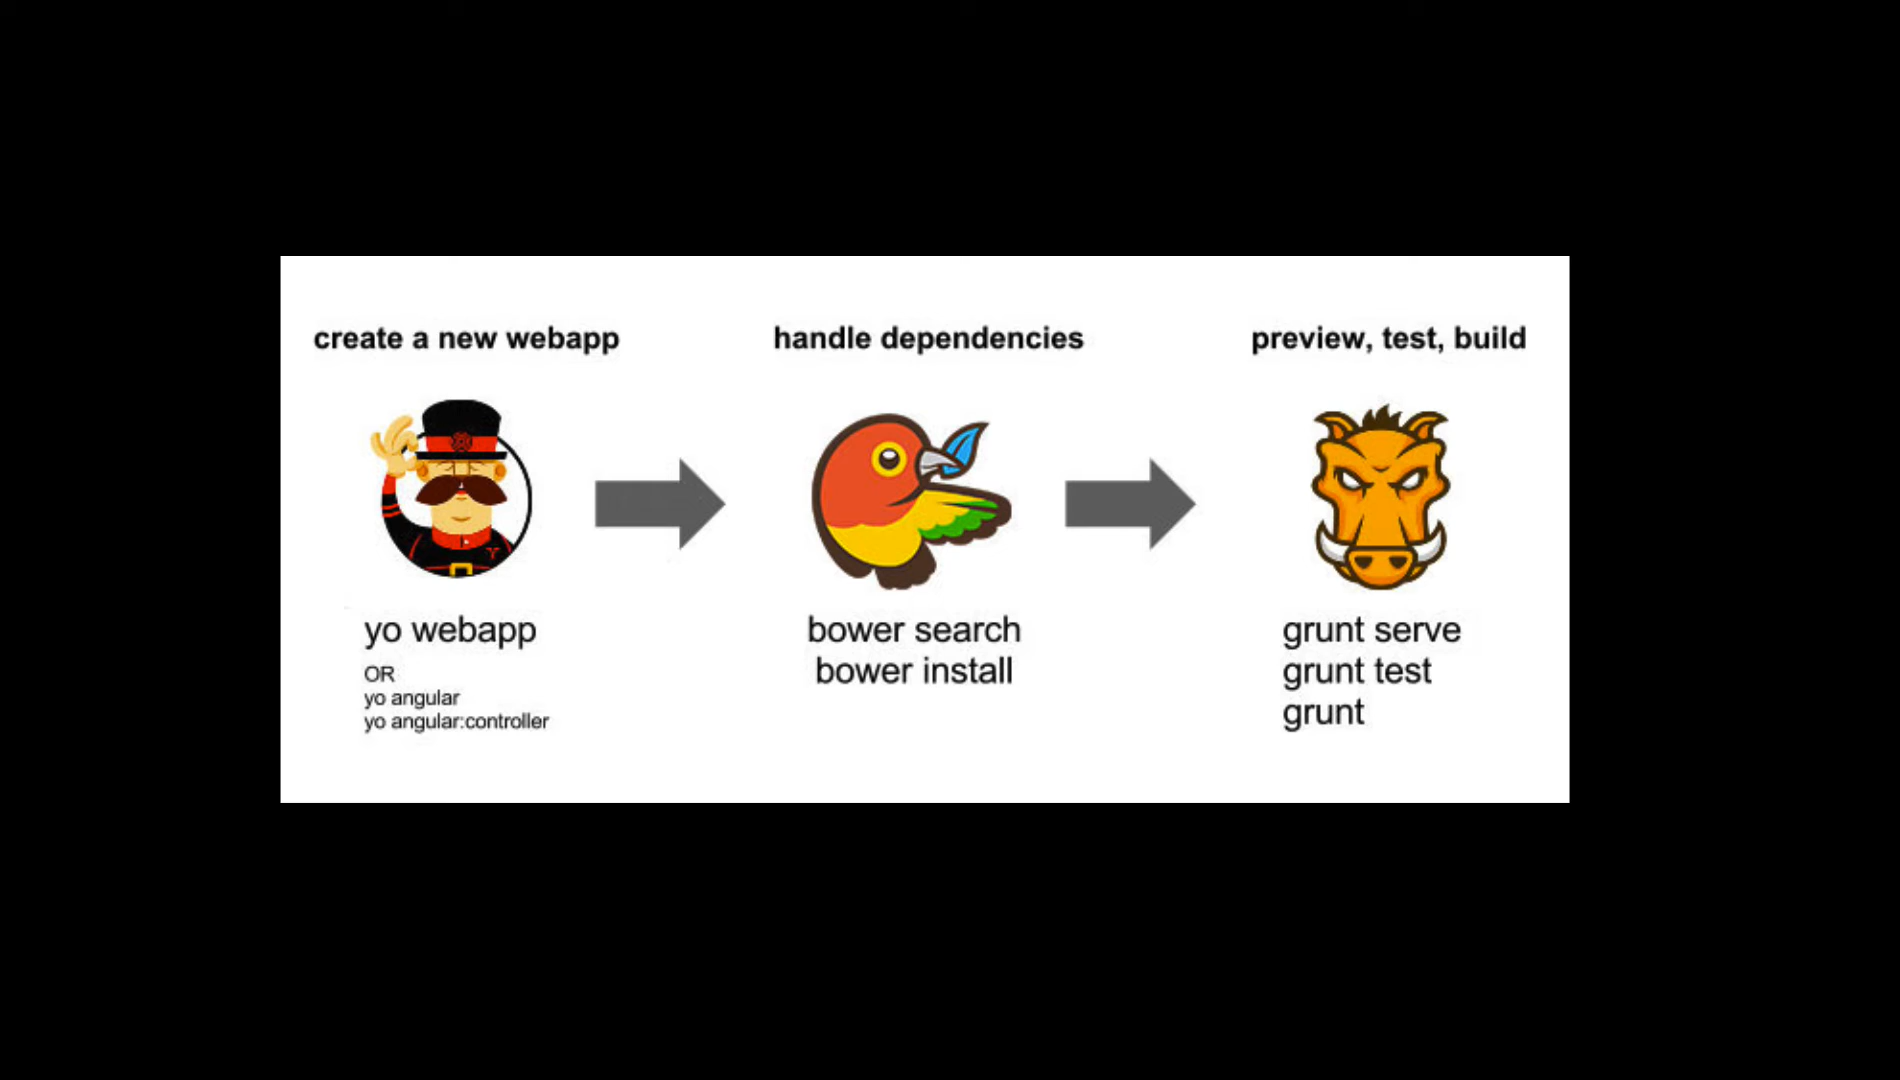 create a new webapp
yo webapp
OR
yo angular
yo angular:controller
handle dependencies
bower search
bower install
preview, test, build
grunt serve
grunt test
grunt